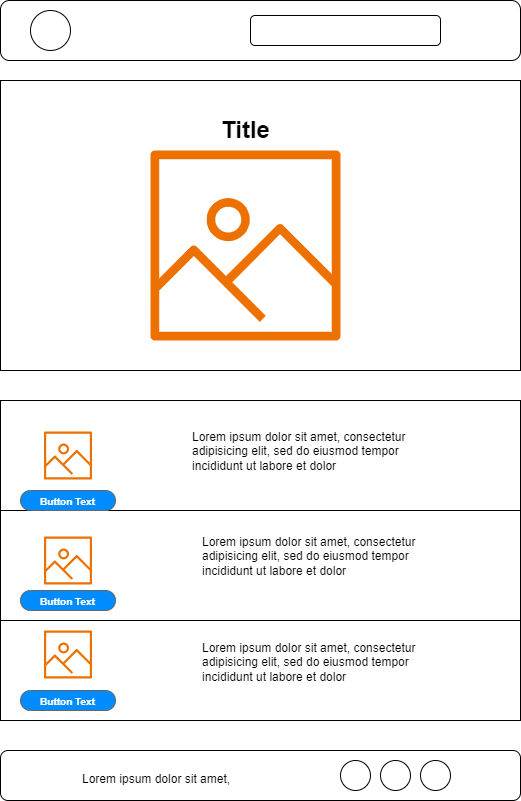 Title
Lorem ipsum dolor sit amet, consectetur
adipisicing elit, sed do eiusmod tempor
incididunt ut labore et dolor
Button Text
Lorem ipsum dolor sit amet, consectetur
adipisicing elit, sed do eiusmod tempor
incididunt ut labore et dolor
Button Text
Lorem ipsum dolor sit amet, consectetur
adipisicing elit, sed do eiusmod tempor
incididunt ut labore et dolor
Button Text
Lorem ipsum dolor sit amet,